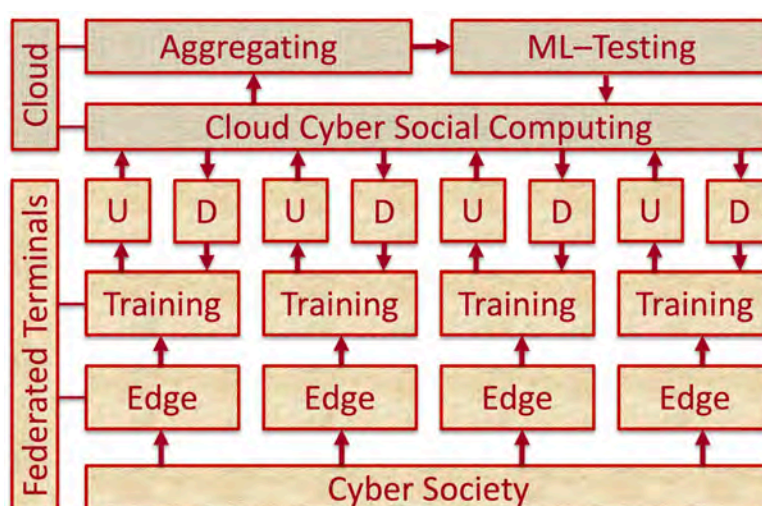 Cloud
Aggregating
ML–Testing
Cloud Cyber Social Computing
Federated Terminals
U
D
U
D
U
D
U
D
Training
Training
Training
Training
Edge
Edge
Edge
Edge
Cyber Society